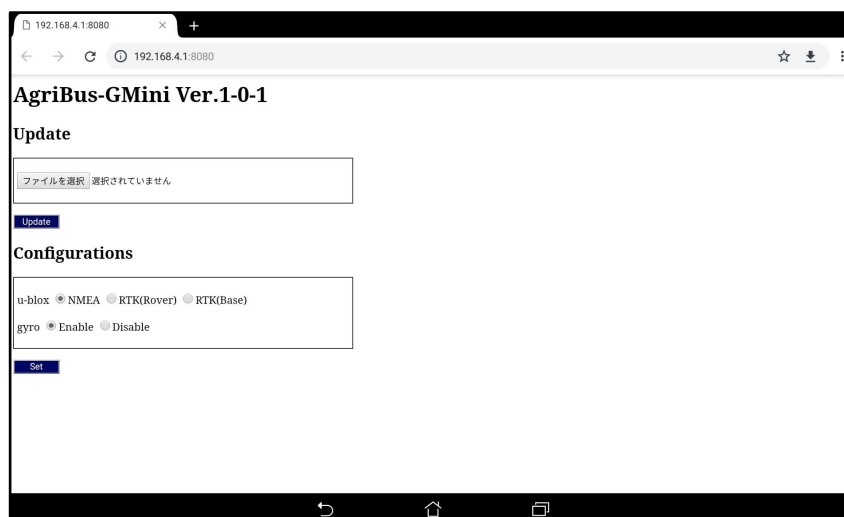 192.168.4.1:8080
192.168.4.1:8080
AgriBus-GMini Ver.1-0-1
Update
ファイルを選択 選択されていません
Update
Configurations
u-blox NMEA RTK(Rover) RTK(Base)
gyro Enable Disable
Set